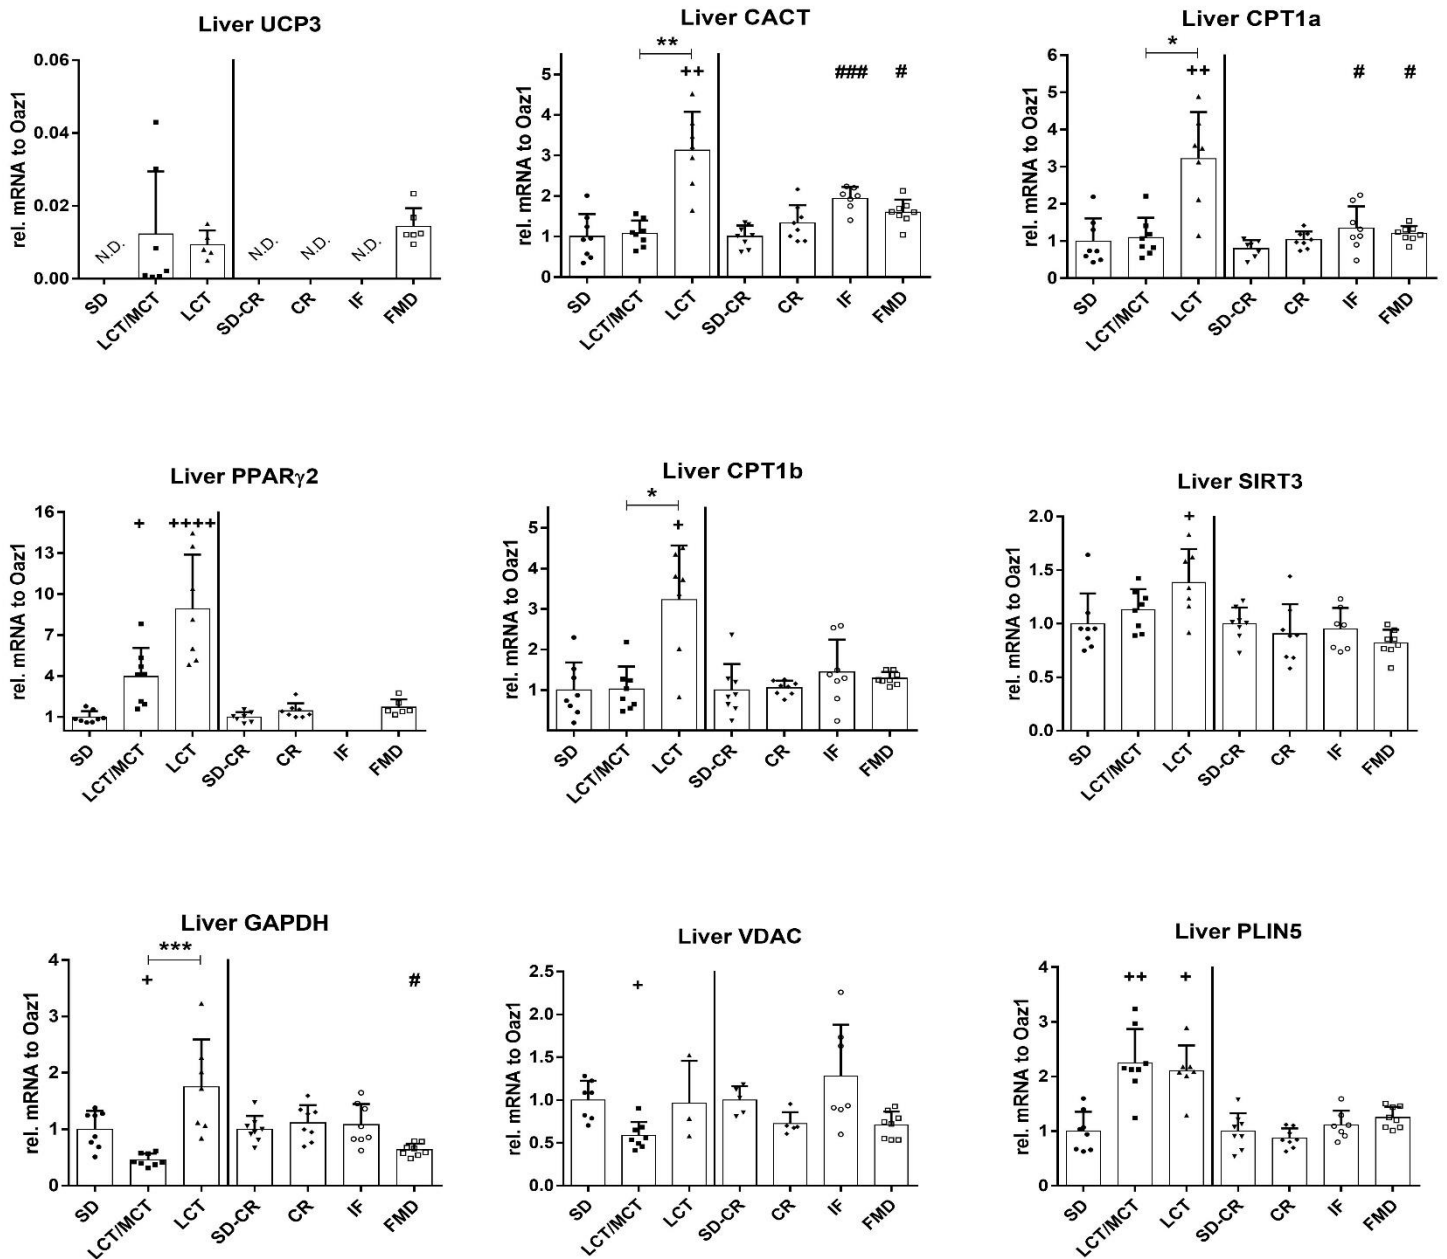 Liver UCP3
rel. mRNA to Oaz1
0.06
0.04
0.02
0.00
N.D.
N.D.
N.D.
N.D.
SD
LCT/MCT
LCT
SD-CR
CR
IF
FMD
Liver CACT
rel. mRNA to Oaz1
5
4
3
2
1
0
**
++
###
#
SD
LCT/MCT
LCT
SD-CR
CR
IF
FMD
Liver CPT1a
rel. mRNA to Oaz1
6
5
4
3
2
1
0
*
++
#
#
SD
LCT/MCT
LCT
SD-CR
CR
IF
FMD
Liver PPARγ2
rel. mRNA to Oaz1
16
13
10
7
4
1
+
++++
SD
LCT/MCT
LCT
SD-CR
CR
IF
FMD
Liver CPT1b
rel. mRNA to Oaz1
5
4
3
2
1
*
+
SD
LCT/MCT
LCT
SD-CR
CR
IF
FMD
Liver SIRT3
rel. mRNA to Oaz1
2.0
1.5
1.0
0.5
0.0
+
SD
LCT/MCT
LCT
SD-CR
CR
IF
FMD
Liver GAPDH
rel. mRNA to Oaz1
4
3
2
1
0
***
+
#
SD
LCT/MCT
LCT
SD-CR
CR
IF
FMD
Liver VDAC
rel. mRNA to Oaz1
2.5
2.0
1.5
1.0
0.5
0.0
+
SD
LCT/MCT
LCT
SD-CR
CR
IF
FMD
Liver PLIN5
rel. mRNA to Oaz1
4
3
2
1
0
++
+
SD
LCT/MCT
LCT
SD-CR
CR
IF
FMD